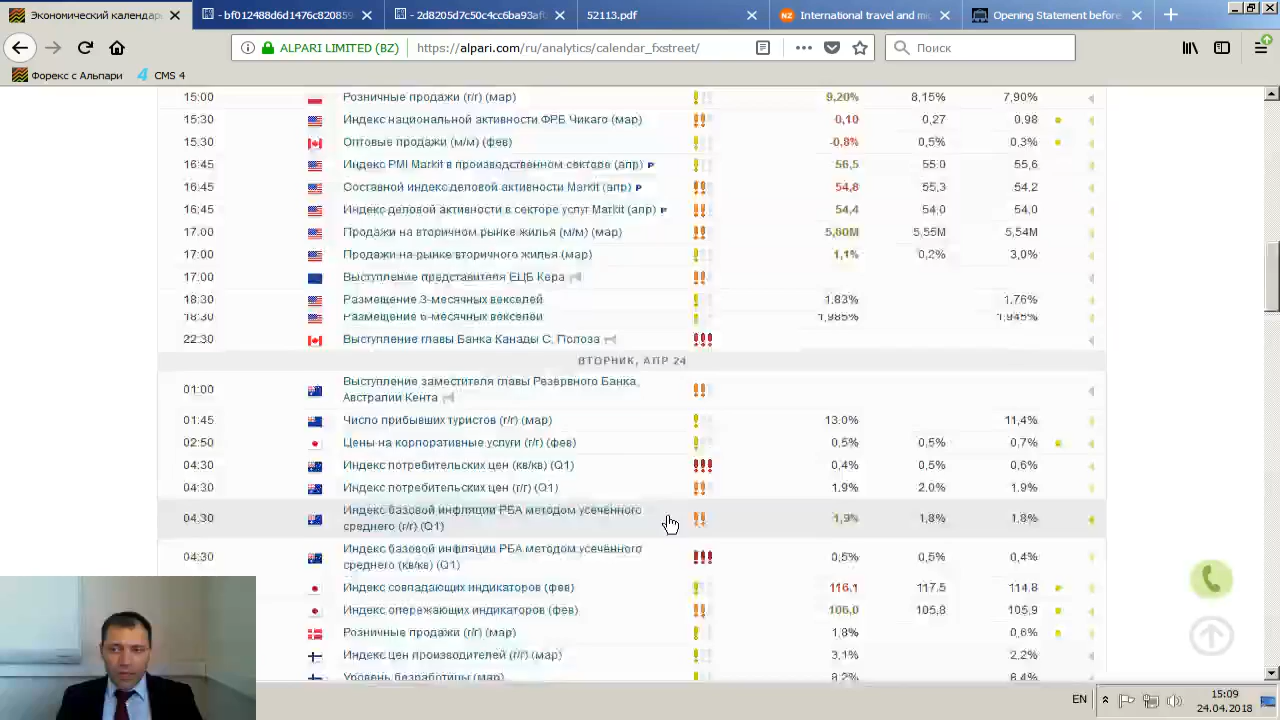 Экономический календар
- bf012488d6d1476c820859
- 2d8205d7c50c4cc6ba93af
52113.pdf
International travel and mig
Opening Statement before
ALPARI LIMITED (BZ)
https://alpari.com/ru/analytics/calendar_fxstreet/
Поиск
Форекс с Альпари
CMS 4
15:00 Розничные продажи (г/г) (мар) 9,20% 8,15% 7,90%
15:30 Индекс национальной активности ФРБ Чикаго (мар) 0,10 0,27 0,98
15:30 Оптовые продажи (м/м) (фев) -0,8% 0,5% 0,3%
16:45 Индекс PMI Markit в производственном секторе (апр) P 56,5 55,0 55,6
16:45 Составной индекс деловой активности Markit (апр) P 54,8 55,3 54,2
16:45 Индекс деловой активности в секторе услуг Markit (апр) P 54,4 54,0 54,0
17:00 Продажи на вторичном рынке жилья (м/м) (мар) 5,60M 5,55M 5,54M
17:00 Продажи на рынке вторичного жилья (мар) 1,1% 0,2% 3,0%
17:00 Выступление представителя ЕЦБ Кера
18:30 Размещение 3-месячных векселей 1,83% 1,76%
18:30 Размещение 6-месячных векселей 1,985% 1,945%
22:30 Выступление главы Банка Канады С. Полоза
ВТОРНИК, АПР 24
01:00 Выступление заместителя главы Резервного Банка
Австралии Кента
01:45 Число прибывших туристов (г/г) (мар) 13,0% 11,4%
02:50 Цены на корпоративные услуги (г/г) (фев) 0,5% 0,5% 0,7%
04:30 Индекс потребительских цен (кв/кв) (Q1) 0,4% 0,5% 0,6%
04:30 Индекс потребительских цен (г/г) (Q1) 1,9% 2,0% 1,9%
04:30 Индекс базовой инфляции РБА методом усечённого
среднего (г/г) (Q1) 1,9% 1,8% 1,8%
04:30 Индекс базовой инфляции РБА методом усечённого
среднего (кв/кв) (Q1) 0,5% 0,5% 0,4%
Индекс совпадающих индикаторов (фев) 116,1 117,5 114,8
Индекс опережающих индикаторов (фев) 106,0 105,8 105,9
Розничные продажи (г/г) (мар) 1,8% 0,6%
Индекс цен производителей (г/г) (мар) 3,1% 2,2%
Уровень безработицы (мар)
EN
15:09
24.04.2018